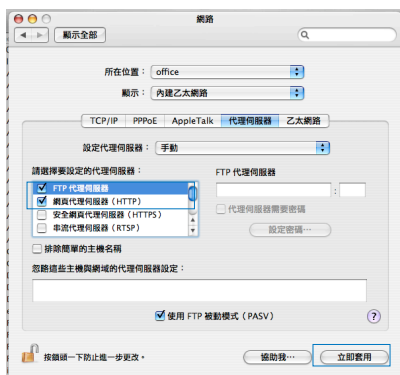 網路
顯示全部
所在位置： office
顯示： 內建乙太網路
TCP/IP PPPoE AppleTalk 代理伺服器 乙太網路
設定代理伺服器： 手動
請選擇要設定的代理伺服器： FTP 代理伺服器
FTP 代理伺服器
網頁代理伺服器（HTTP） :
安全網頁代理伺服器（HTTPS） 代理伺服器需要密碼
串流代理伺服器（RTSP） 設定密碼⋯
排除簡單的主機名稱
忽略這些主機與網域的代理伺服器設定：
使用 FTP 被動模式（PASV） ?
按鎖頭一下防止進一步更改。 協助我⋯ 立即套用